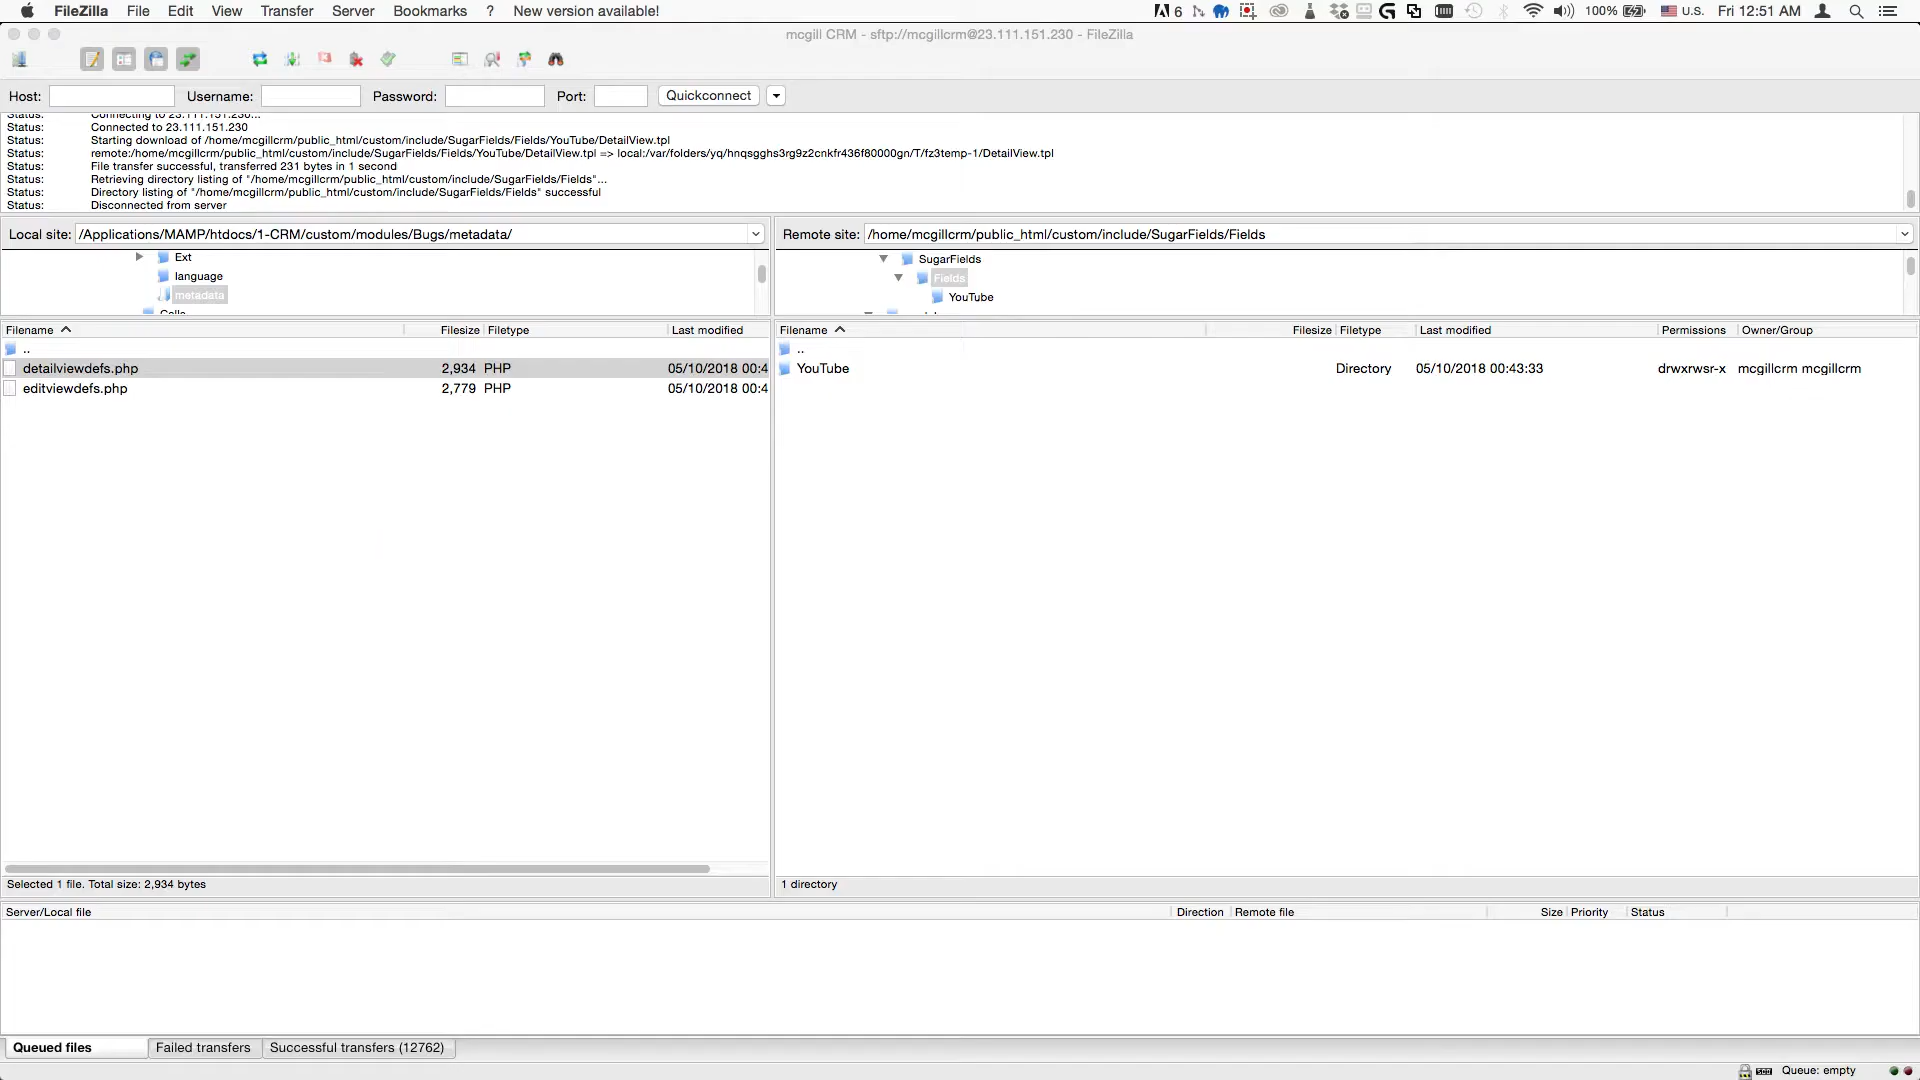 FileZilla File Edit View Transfer Server Bookmarks ? New version available! 6 100% U.S. Fri 12:51 AM
mcgill CRM - sftp://mcgillcrm@23.111.151.230 - FileZilla
Host: Username: Password: Port: Quickconnect
Status: Connecting to 23.111.151.230...
Status: Connected to 23.111.151.230
Status: Starting download of /home/mcgillcrm/public_html/custom/include/SugarFields/Fields/YouTube/DetailView.tpl
Status: remote:/home/mcgillcrm/public_html/custom/include/SugarFields/Fields/YouTube/DetailView.tpl => local:/var/folders/yq/hnqsgghs3rg9z2cnkfr436f80000gn/T/fz3temp-1/DetailView.tpl
Status: File transfer successful, transferred 231 bytes in 1 second
Status: Retrieving directory listing of "/home/mcgillcrm/public_html/custom/include/SugarFields/Fields"...
Status: Directory listing of "/home/mcgillcrm/public_html/custom/include/SugarFields/Fields" successful
Status: Disconnected from server
Local site: /Applications/MAMP/htdocs/1-CRM/custom/modules/Bugs/metadata/
Ext
language
metadata
Calls
Filename Filesize Filetype Last modified
..
detailviewdefs.php 2,934 PHP 05/10/2018 00:4
editviewdefs.php 2,779 PHP 05/10/2018 00:4
Selected 1 file. Total size: 2,934 bytes
Remote site: /home/mcgillcrm/public_html/custom/include/SugarFields/Fields
SugarFields
Fields
YouTube
Filename Filesize Filetype Last modified Permissions Owner/Group
..
YouTube Directory 05/10/2018 00:43:33 drwxrwsr-x mcgillcrm mcgillcrm
1 directory
Server/Local file Direction Remote file Size Priority Status
Queued files Failed transfers Successful transfers (12762)
Queue: empty